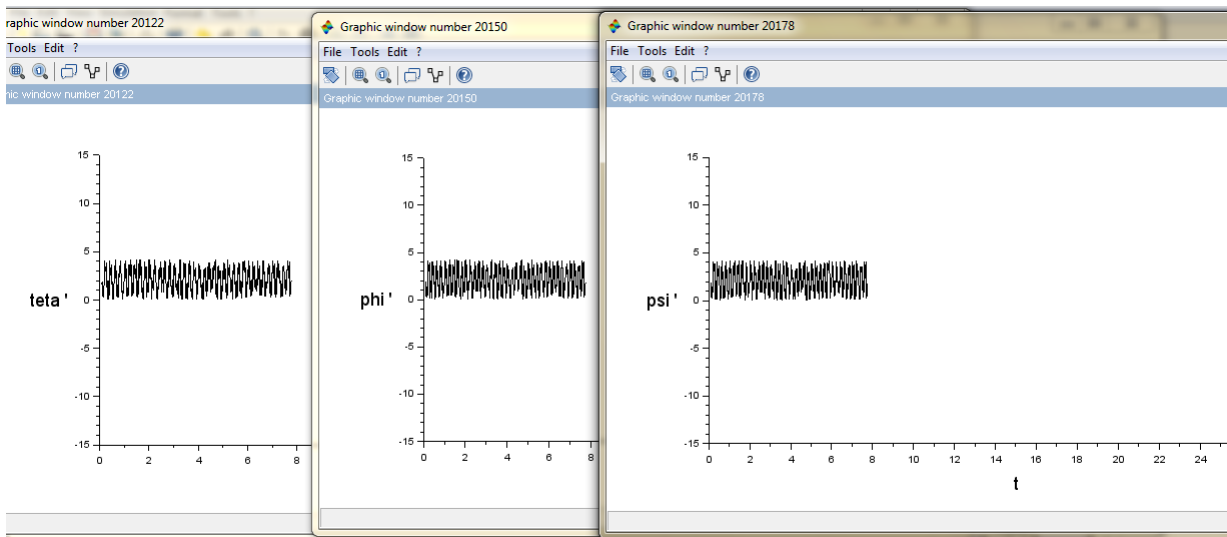 raphic window number 20122
Tools Edit ?
hic window number 20122
15
10
5
0
-5
-10
-15
teta '
0 2 4 6 8
Graphic window number 20150
File Tools Edit ?
Graphic window number 20150
15
10
5
0
-5
-10
-15
phi '
0 2 4 6
Graphic window number 20178
File Tools Edit ?
Graphic window number 20178
15
10
5
0
-5
-10
-15
psi '
0 2 4 6 8 10 12 14 16 18 20 22 24
t